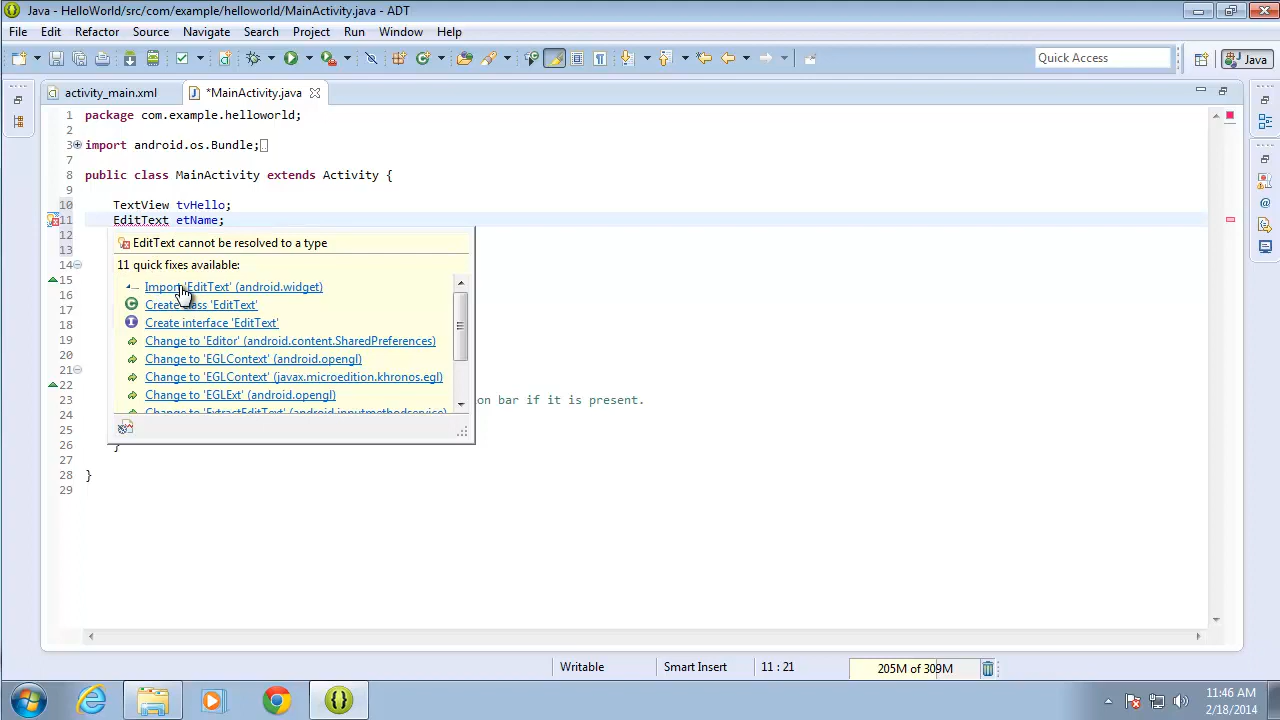 Java - HelloWorld/src/com/example/helloworld/MainActivity.java - ADT
File Edit Refactor Source Navigate Search Project Run Window Help
Quick Access
Java
activity_main.xml
*MainActivity.java
1 package com.example.helloworld;
2
3 import android.os.Bundle;
7
8 public class MainActivity extends Activity {
9
10 TextView tvHello;
11 EditText etName;
12
13
14
15
16
17
18
19
20
21
22
23 on bar if it is present.
24
25
26 }
27
28 }
29
EditText cannot be resolved to a type
11 quick fixes available:
Import 'EditText' (android.widget)
Create class 'EditText'
Create interface 'EditText'
Change to 'Editor' (android.content.SharedPreferences)
Change to 'EGLContext' (android.opengl)
Change to 'EGLContext' (javax.microedition.khronos.egl)
Change to 'EGLExt' (android.opengl)
Change to 'ExtractEditText' (android.inputmethodservice)
Writable
Smart Insert
11 : 21
205M of 309M
11:46 AM
2/18/2014